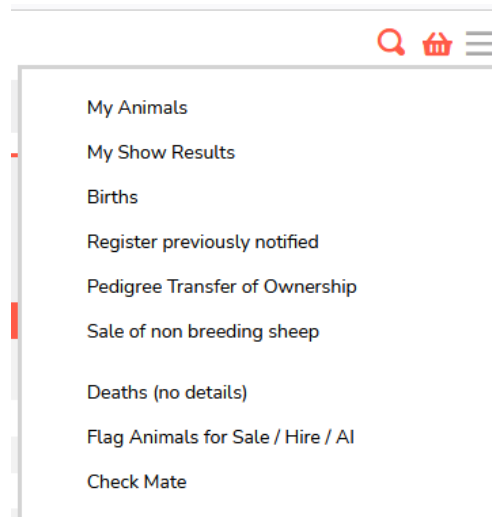 My Animals
My Show Results
Births
Register previously notified
Pedigree Transfer of Ownership
Sale of non breeding sheep
Deaths (no details)
Flag Animals for Sale / Hire / AI
Check Mate